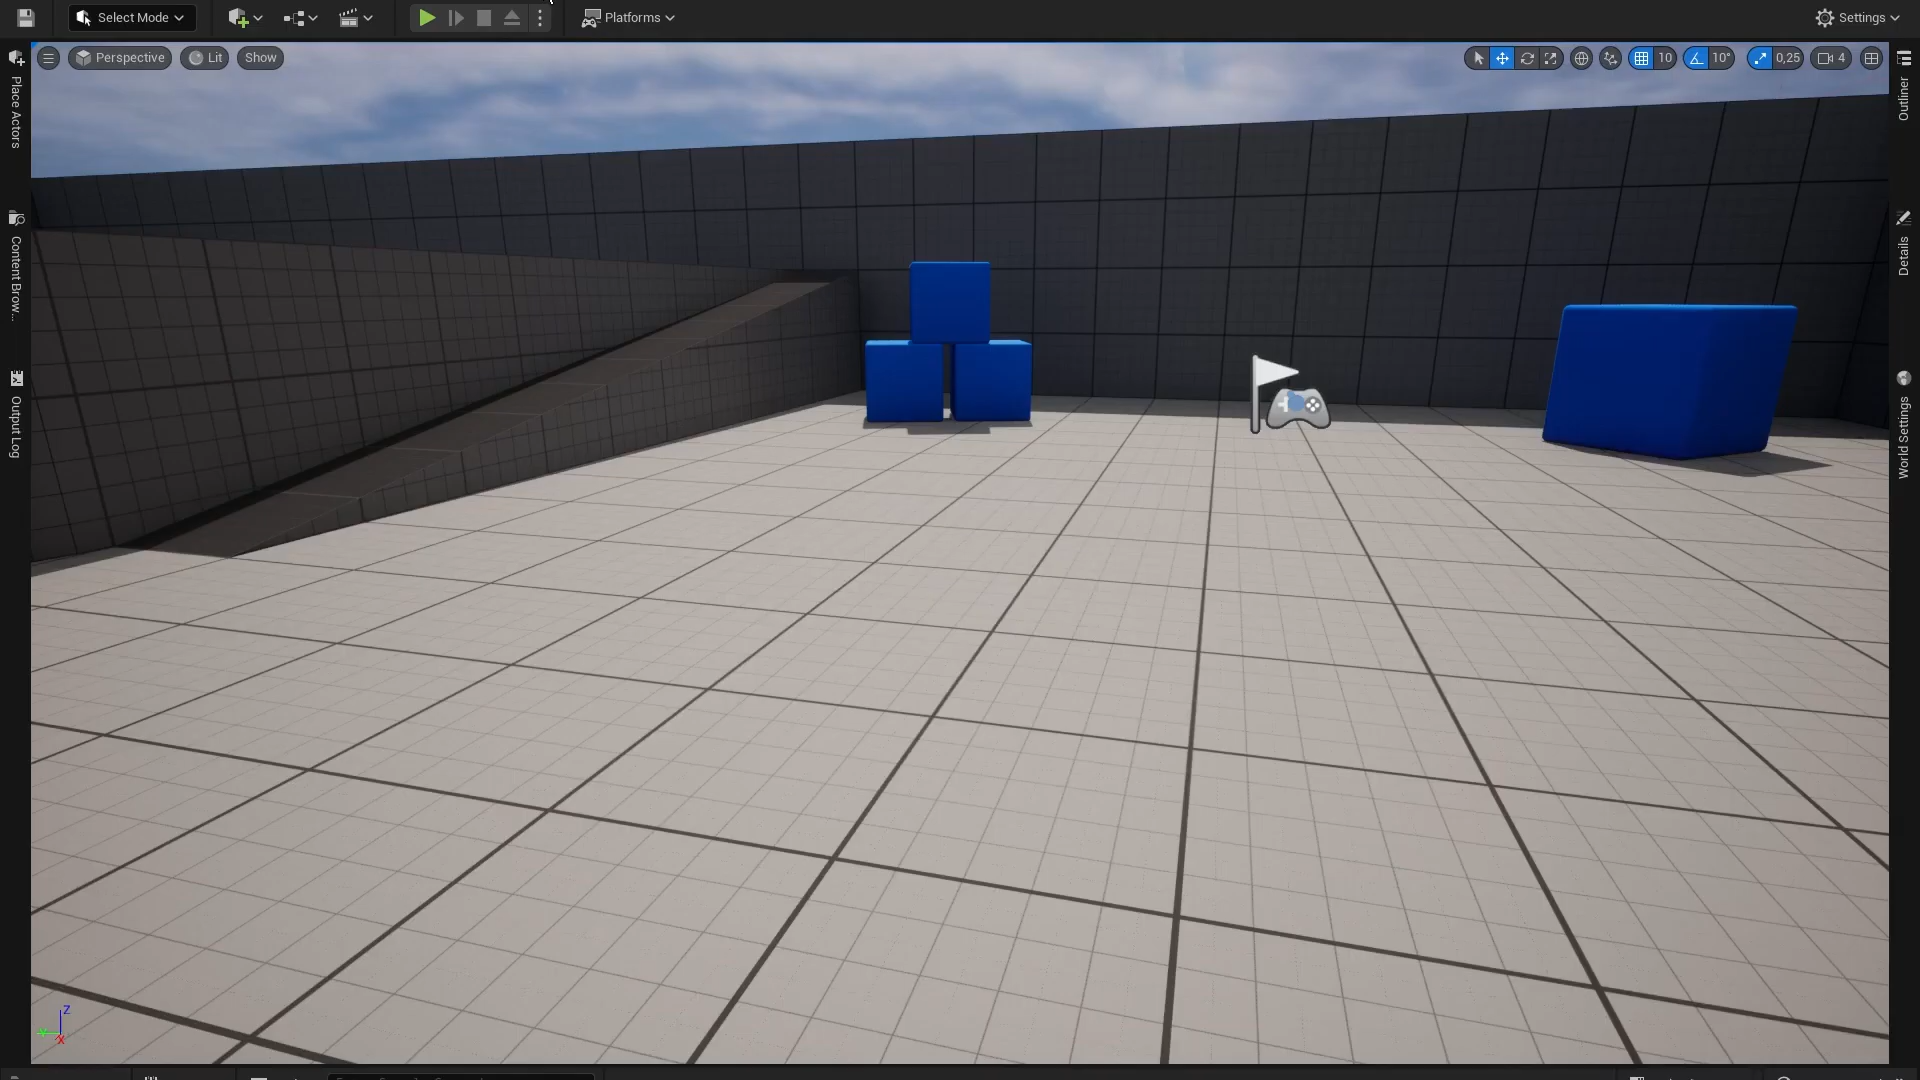 Select Mode
Platforms
Settings
Perspective
Lit
Show
10
10°
0,25
4
Place Actors
Content Brow...
Output Log
Outliner
Details
World Settings
Z
Y
X